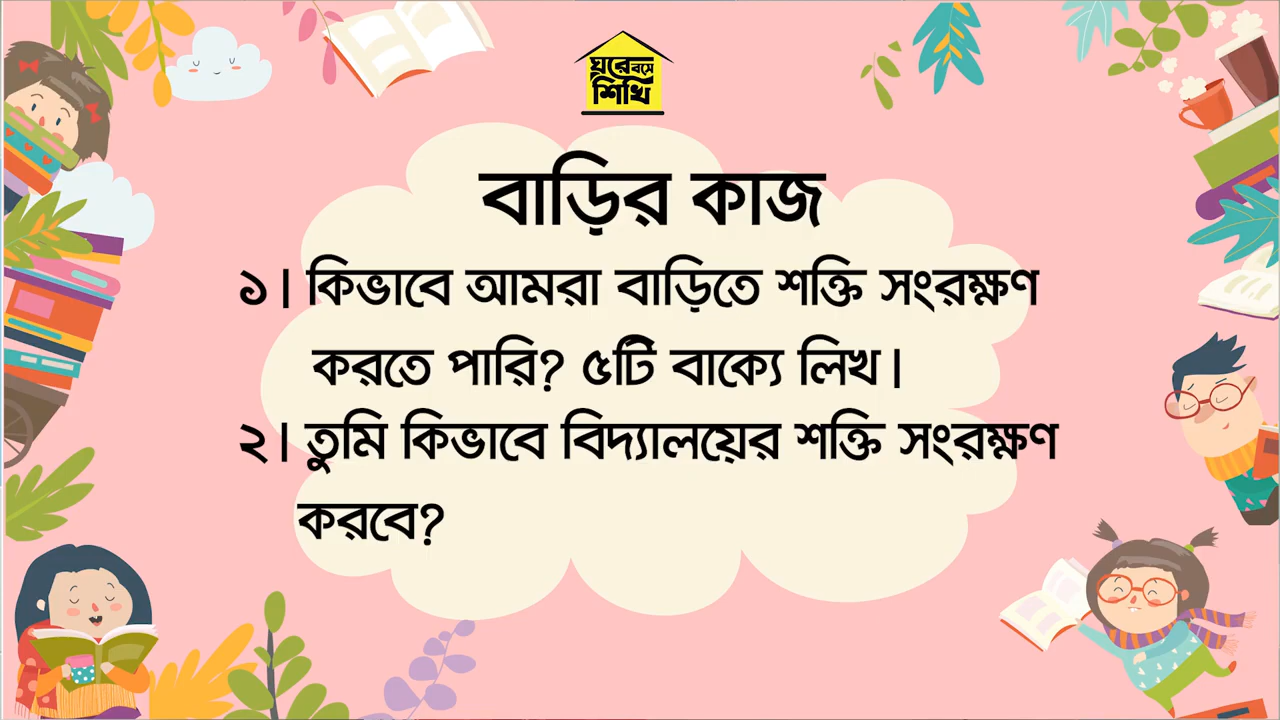 ঘরে বসে
শিখি
বাড়ির কাজ
১। কিভাবে আমরা বাড়িতে শক্তি সংরক্ষণ
করতে পারি? ৫টি বাক্যে লিখ।
২। তুমি কিভাবে বিদ্যালয়ের শক্তি সংরক্ষণ
করবে?